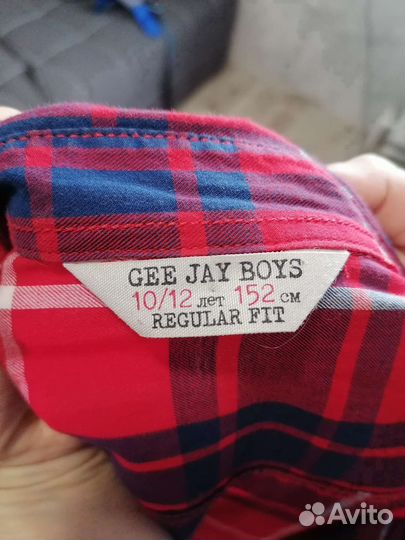 GEE JAY BOYS
10/12 лет 152 см
REGULAR FIT
Avito